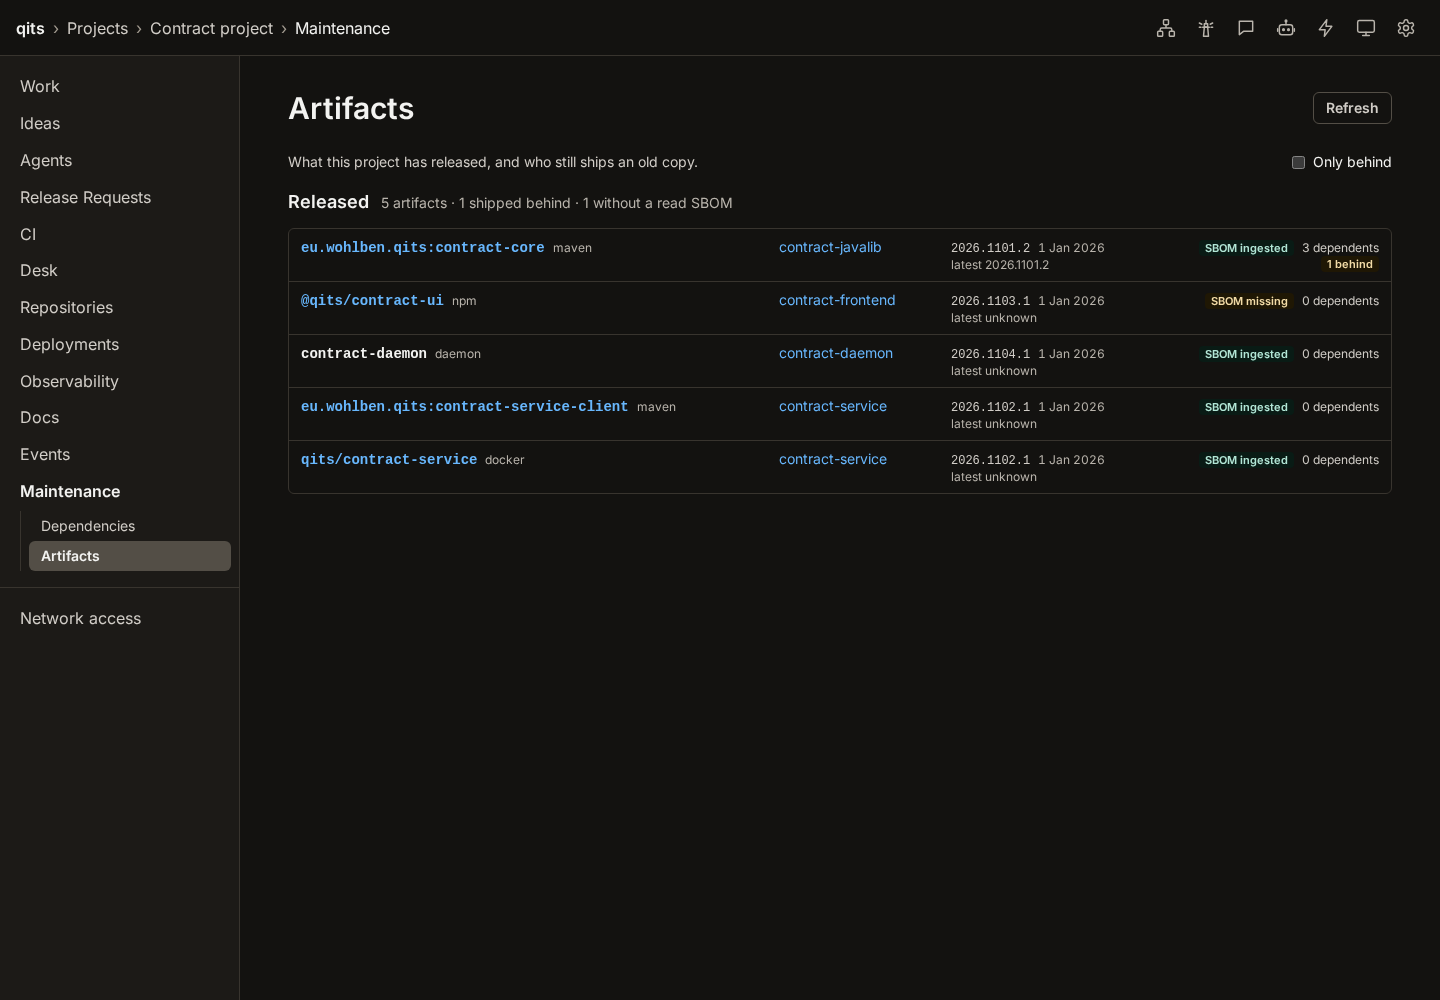 qits › Projects › Contract project › Maintenance
Work
Ideas
Agents
Release Requests
CI
Desk
Repositories
Deployments
Observability
Docs
Events
Maintenance
Dependencies
Artifacts
Network access
Artifacts
Refresh
What this project has released, and who still ships an old copy.
Only behind
Released 5 artifacts · 1 shipped behind · 1 without a read SBOM
eu.wohlben.qits:contract-core maven contract-javalib 2026.1101.2 1 Jan 2026 SBOM ingested 3 dependents
latest 2026.1101.2 1 behind
@qits/contract-ui npm contract-frontend 2026.1103.1 1 Jan 2026 SBOM missing 0 dependents
latest unknown
contract-daemon daemon contract-daemon 2026.1104.1 1 Jan 2026 SBOM ingested 0 dependents
latest unknown
eu.wohlben.qits:contract-service-client maven contract-service 2026.1102.1 1 Jan 2026 SBOM ingested 0 dependents
latest unknown
qits/contract-service docker contract-service 2026.1102.1 1 Jan 2026 SBOM ingested 0 dependents
latest unknown